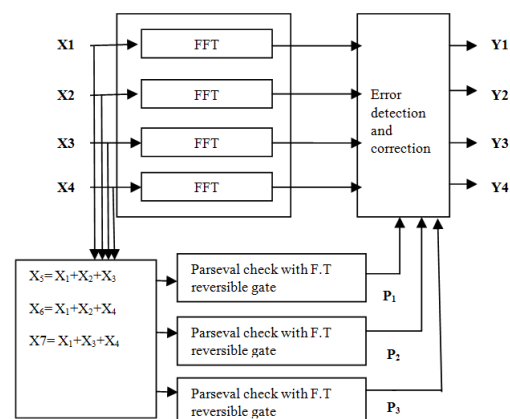 X1 FFT Y1
X2 FFT Y2
X3 FFT Y3
X4 FFT Y4
Error
detection
and
correction
X5= X1+X2+X3
X6= X1+X2+X4
X7= X1+X3+X4
Parseval check with F.T
reversible gate
P1
Parseval check with F.T
reversible gate
P2
Parseval check with F.T
reversible gate
P3